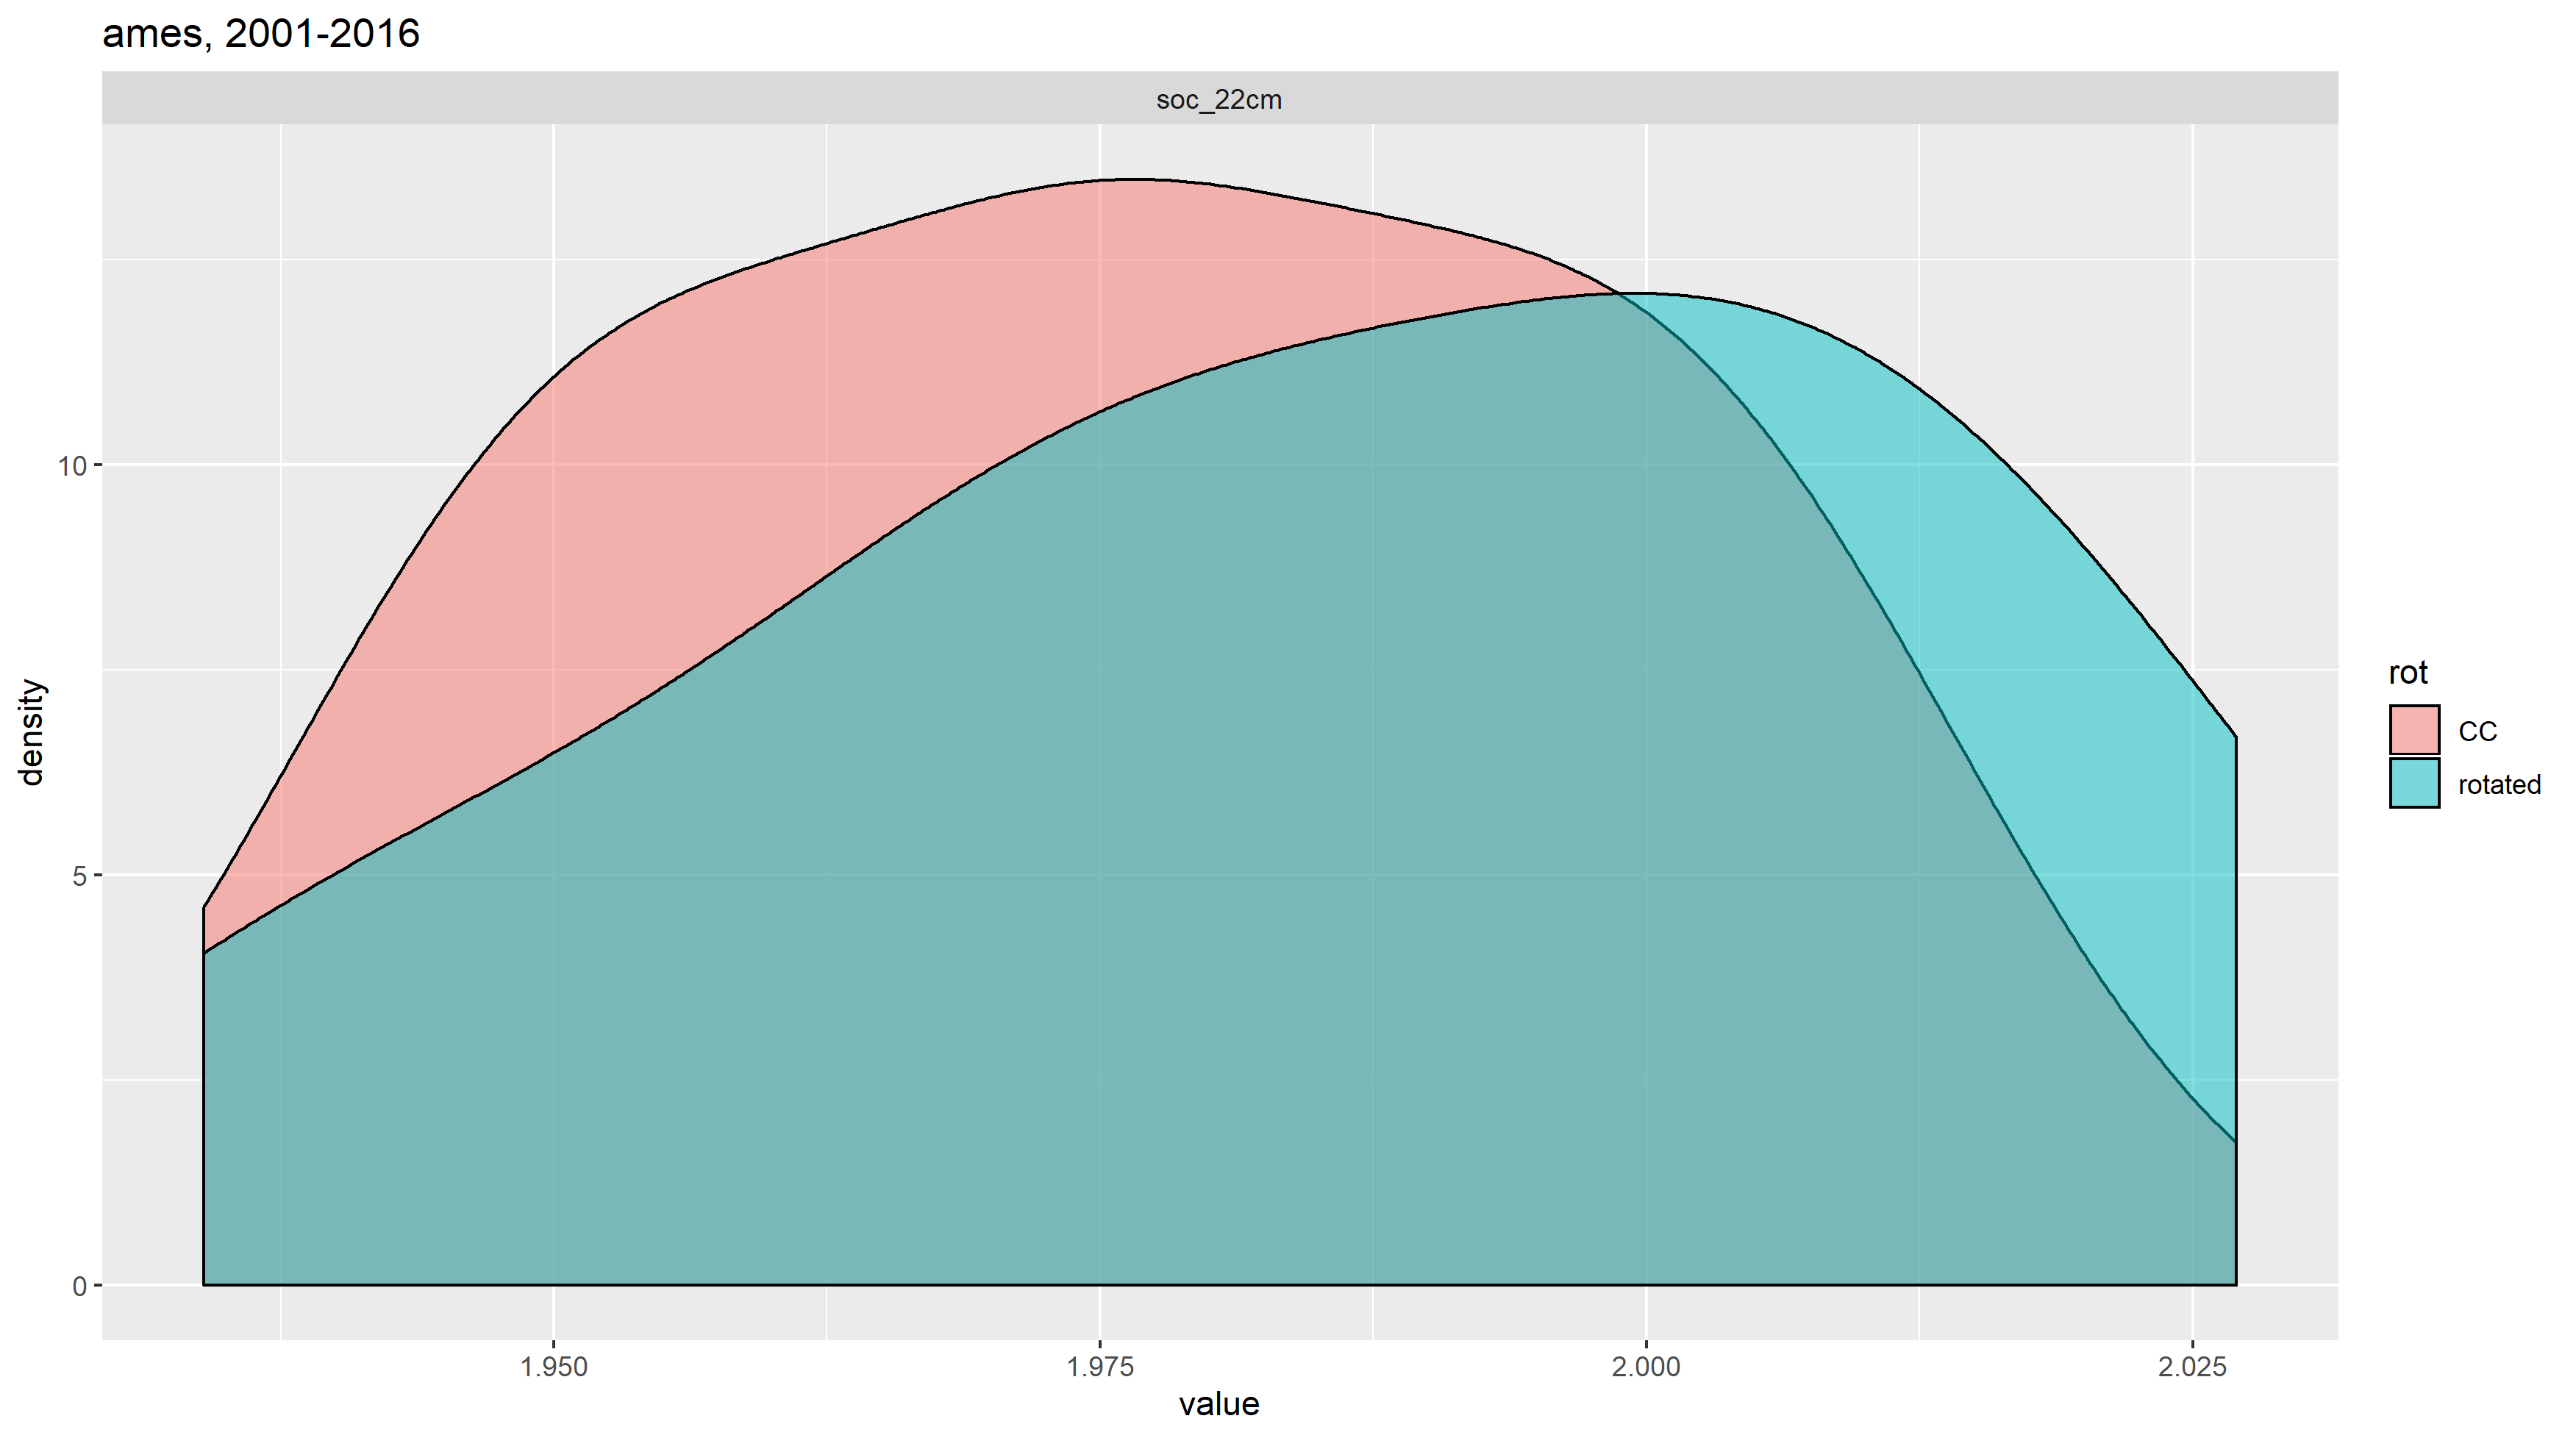 ames, 2001-2016
soc_22cm
density
10
5
0
1.950
1.975
2.000
2.025
value
rot
CC
rotated